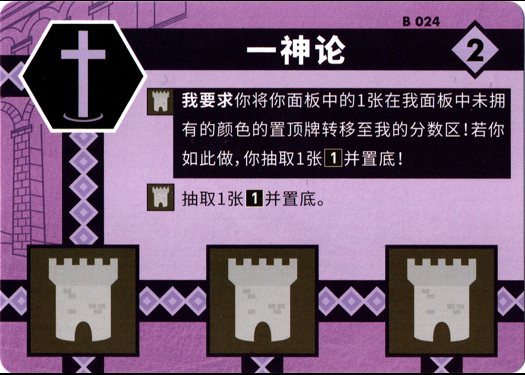 B 024
一神论
2
我要求你将你面板中的1张在我面板中未拥
有的颜色的置顶牌转移至我的分数区!若你
如此做,你抽取1张1并置底!
抽取1张1并置底。